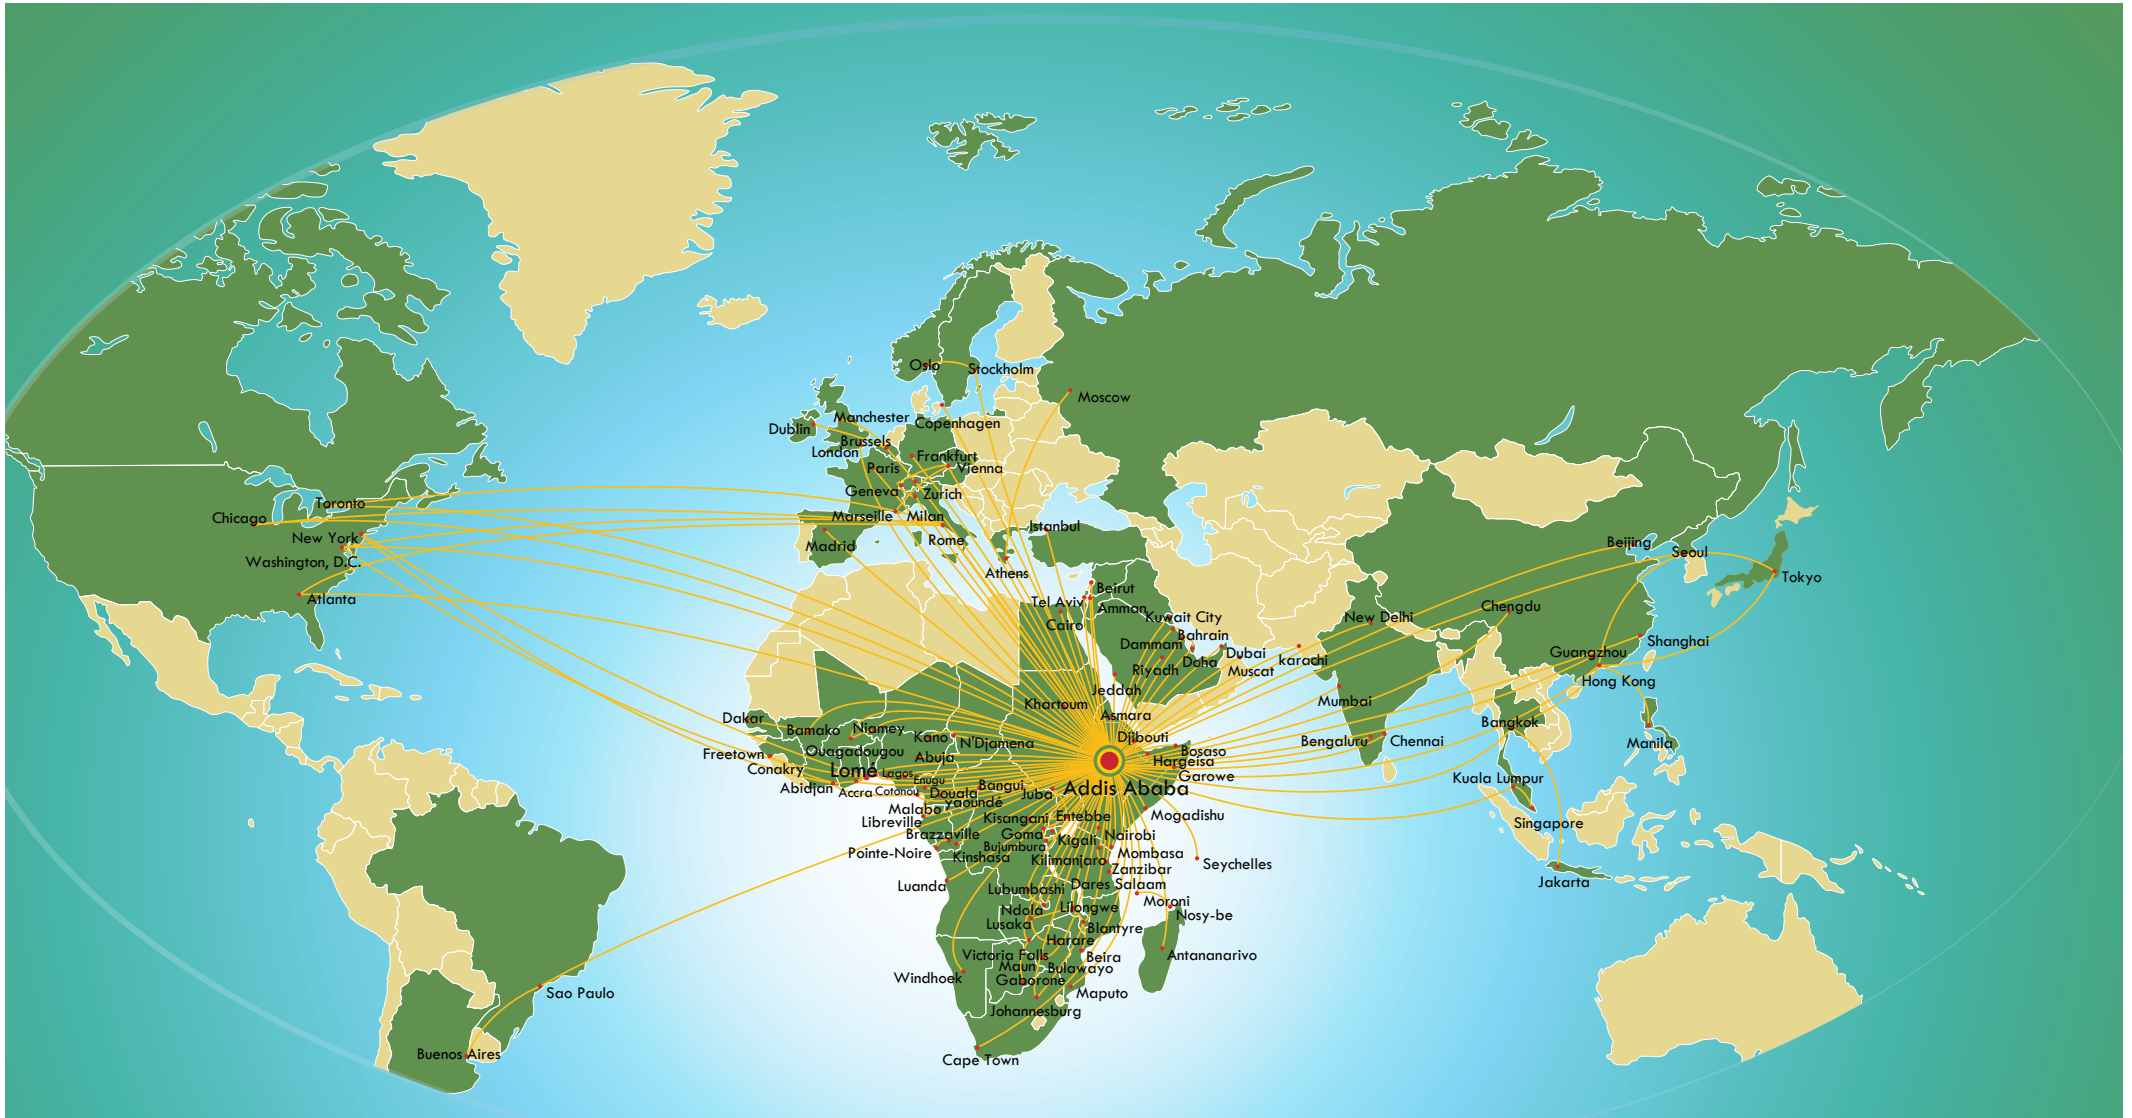 Oslo
Stockholm
Moscow
Manchester
Copenhagen
Dublin
Brussels
London
Frankfurt
Paris
Vienna
Geneva
Zurich
Toronto
Chicago
Marseille
Milan
Istanbul
New York
Rome
Madrid
Beijing
Seoul
Washington, D.C.
Athens
Tokyo
Beirut
Atlanta
Tel Aviv
Amman
Chengdu
Kuwait City
New Delhi
Cairo
Bahrain
Shanghai
Dammam
Dubai
Guangzhou
Doha
karachi
Riyadh
Muscat
Hong Kong
Jeddah
Mumbai
Khartoum
Asmara
Dakar
Bangkok
Bamako
Niamey
Kano
Djibouti
N'Djamena
Bengaluru
Chennai
Manila
Ouagadougou
Bosaso
Freetown
Abuja
Hargeisa
Conakry
Lomé
Lagos
Garowe
Enugu
Kuala Lumpur
Abidjan
Accra
Cotonou
Douala
Bangui
Juba
Addis Ababa
Yaoundé
Malabo
Mogadishu
Libreville
Kisangani
Entebbe
Singapore
Brazzaville
Goma
Nairobi
Bujumbura
Kigali
Pointe-Noire
Kinshasa
Mombasa
Kilimanjaro
Seychelles
Zanzibar
Luanda
Lubumbashi
Dares Salaam
Jakarta
Moroni
Ndola
Lilongwe
Nosy-be
Lusaka
Blantyre
Harare
Victoria Falls
Beira
Antananarivo
Maun
Bulawayo
Windhoek
Gaborone
Sao Paulo
Maputo
Johannesburg
Buenos Aires
Cape Town